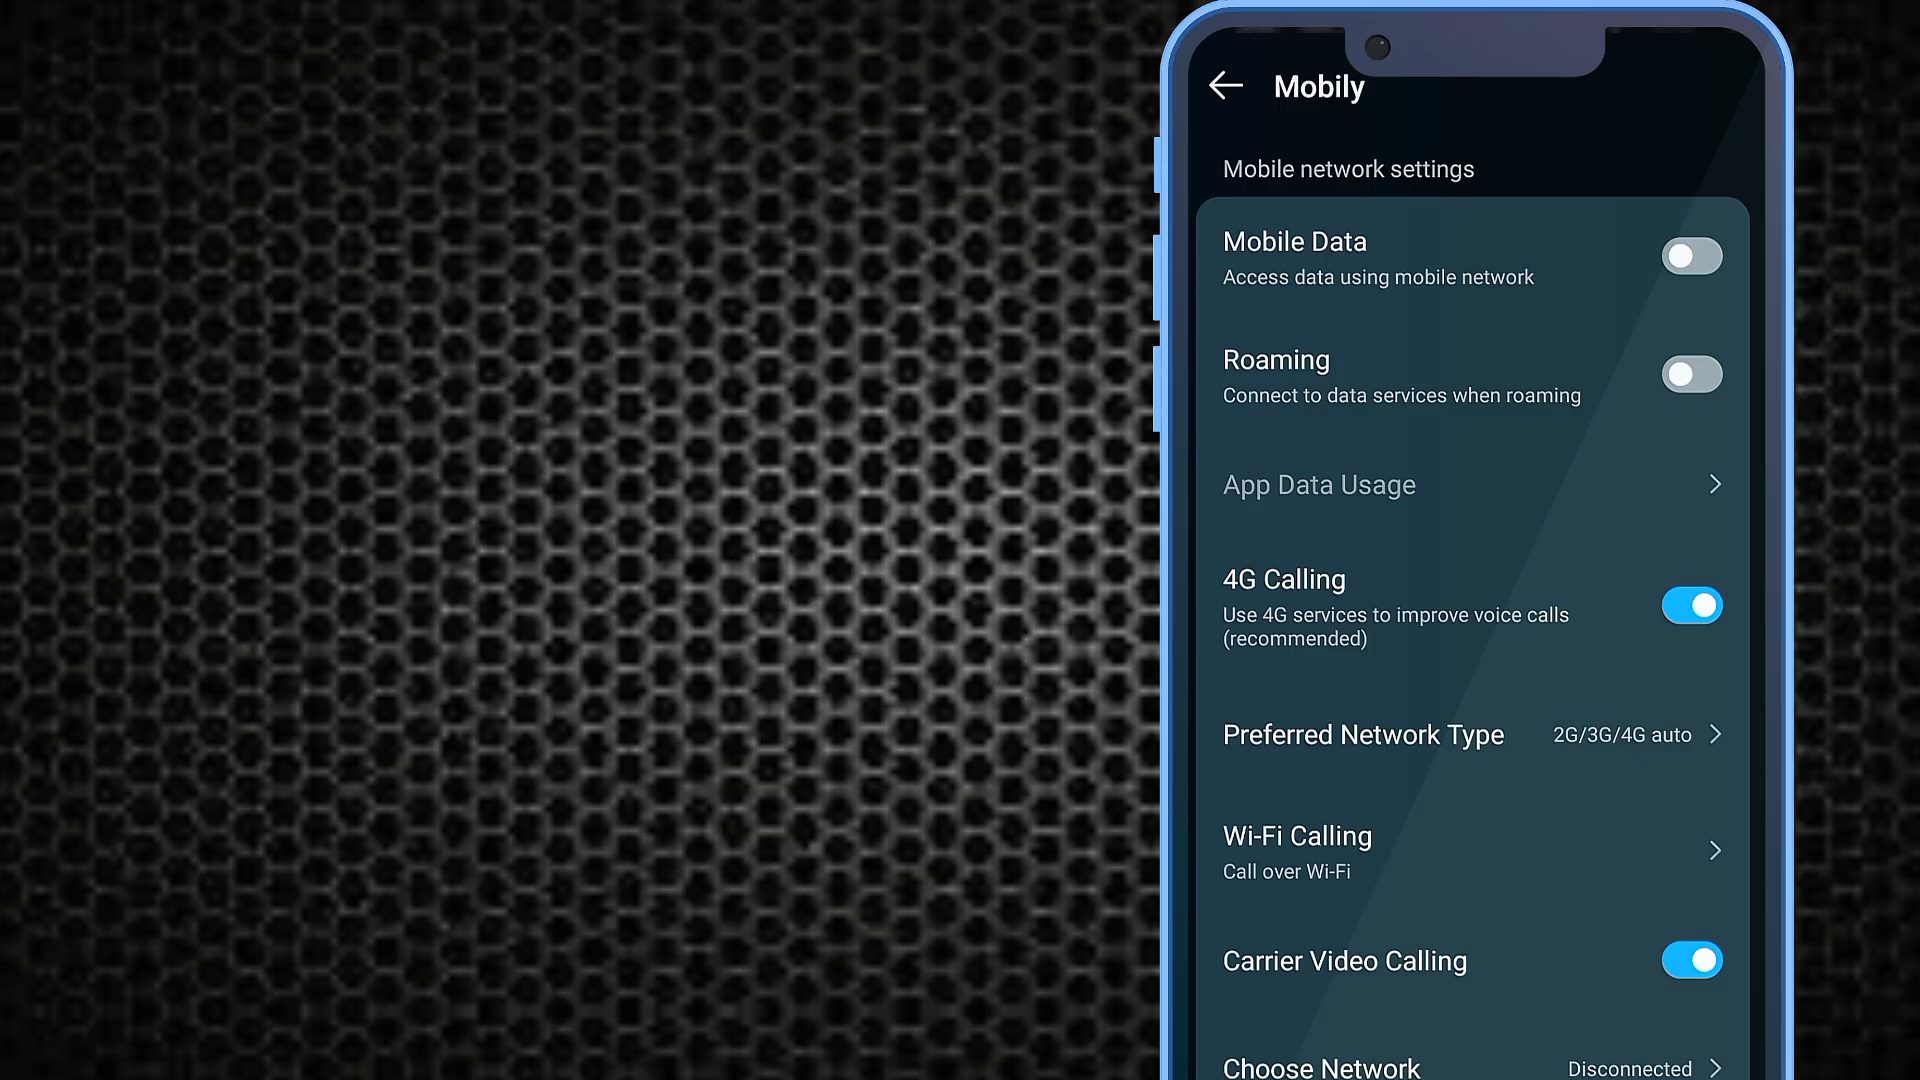 Mobily
Mobile network settings
Mobile Data
Access data using mobile network
Roaming
Connect to data services when roaming
App Data Usage
4G Calling
Use 4G services to improve voice calls
(recommended)
Preferred Network Type 2G/3G/4G auto
Wi-Fi Calling
Call over Wi-Fi
Carrier Video Calling
Choose Network Disconnected